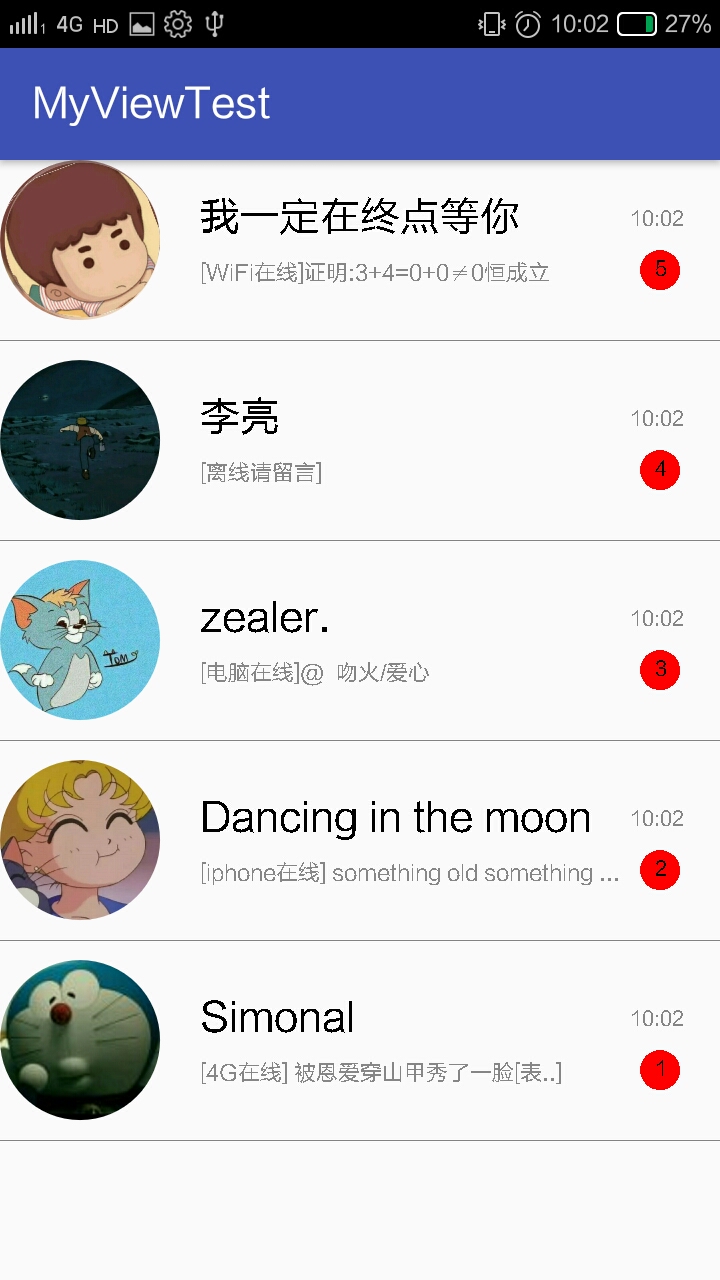 4G HD 10:02 27%
MyViewTest
我一定在终点等你 10:02
[WiFi在线]证明:3+4=0+0≠0恒成立 5
李亮 10:02
[离线请留言] 4
Tom
zealer. 10:02
[电脑在线]@ 吻火/爱心 3
Dancing in the moon 10:02
[iphone在线] something old something ... 2
Simonal 10:02
[4G在线] 被恩爱穿山甲秀了一脸[表..] 1